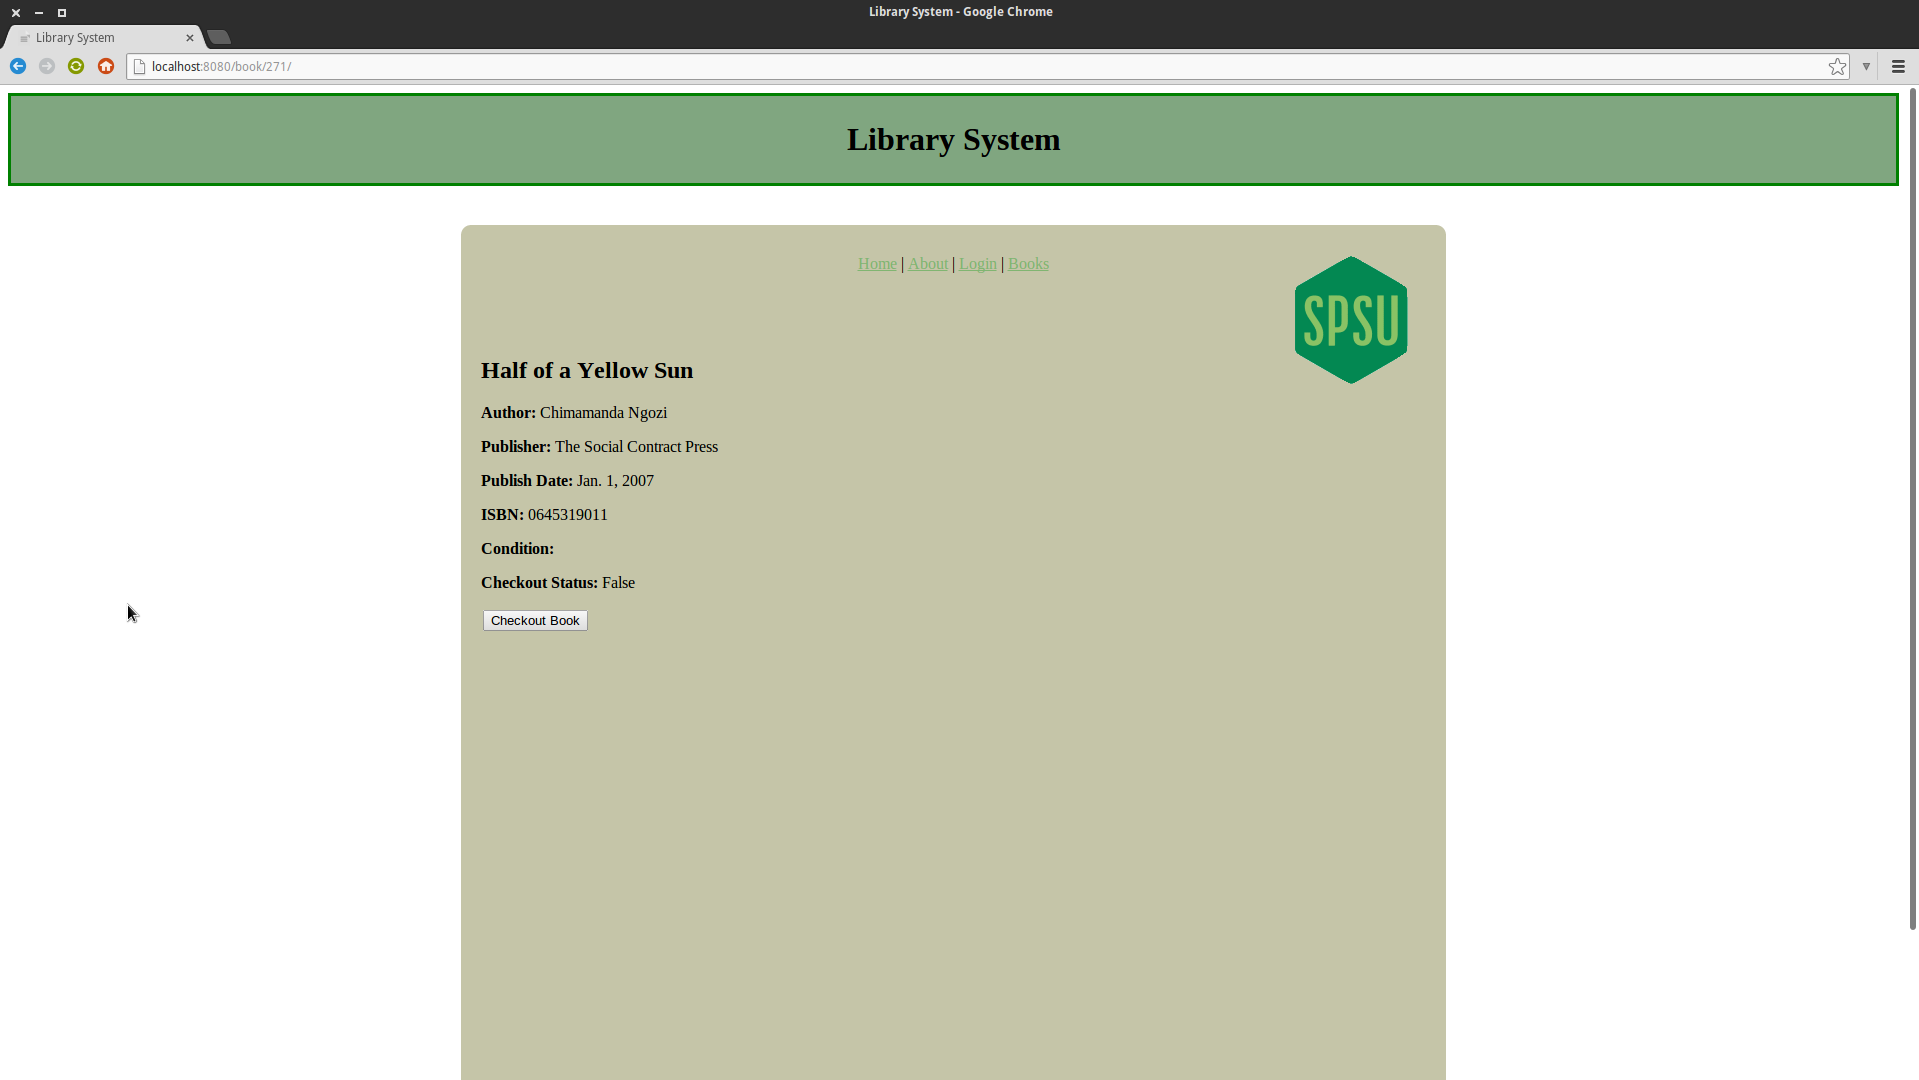 Library System - Google Chrome
Library System
localhost:8080/book/271/
Library System
Home | About | Login | Books
SPSU
Half of a Yellow Sun
Author: Chimamanda Ngozi
Publisher: The Social Contract Press
Publish Date: Jan. 1, 2007
ISBN: 0645319011
Condition:
Checkout Status: False
Checkout Book